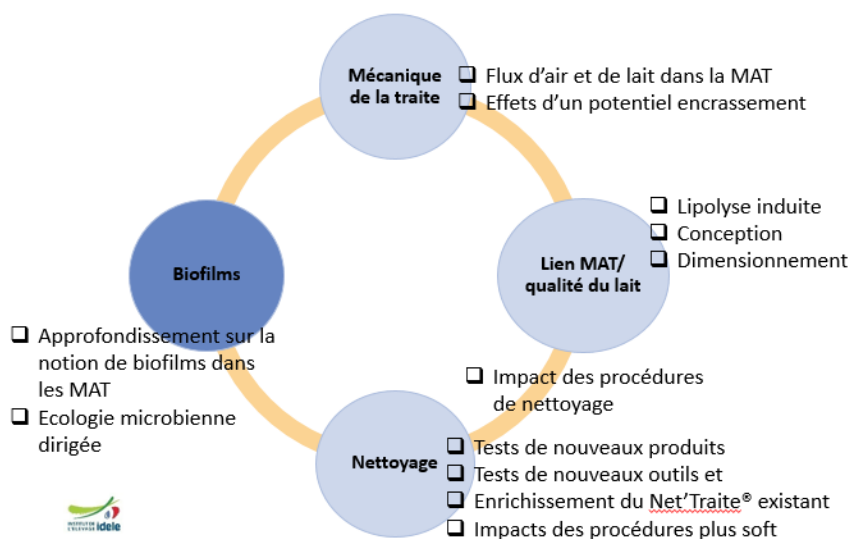 Mécanique
de la traite
❑ Flux d'air et de lait dans la MAT
❑ Effets d'un potentiel encrassement
❑ Lipolyse induite
❑ Conception
❑ Dimensionnement
Lien MAT/
qualité du lait
Biofilms
❑ Approfondissement sur la
notion de biofilms dans
les MAT
❑ Ecologie microbienne
dirigée
❑ Impact des procédures
de nettoyage
Nettoyage
❑ Tests de nouveaux produits
❑ Tests de nouveaux outils et
❑ Enrichissement du Net'Traite® existant
❑ Impacts des procédures plus soft
INSTITUT DE
L'ELEVAGE idele